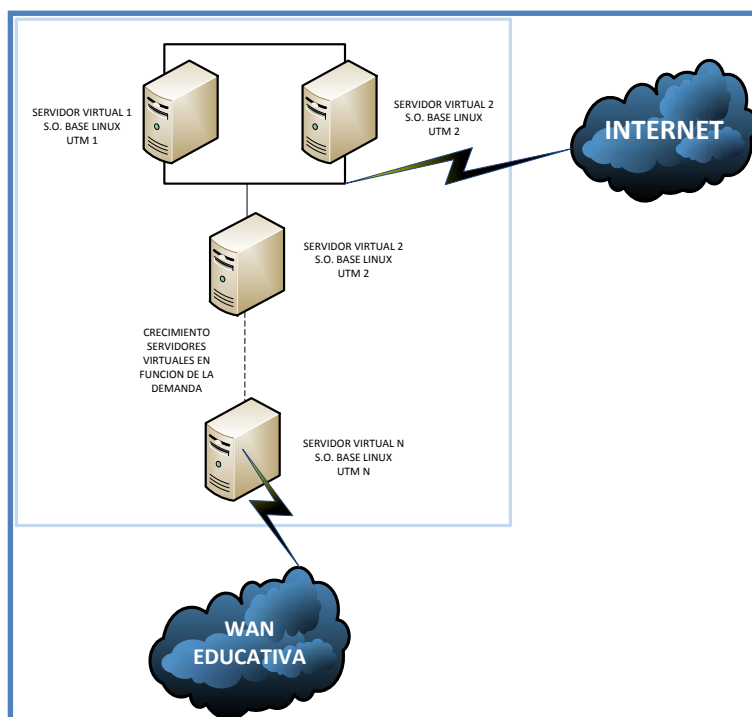 SERVIDOR VIRTUAL 1
S.O. BASE LINUX
UTM 1
SERVIDOR VIRTUAL 2
S.O. BASE LINUX
UTM 2
INTERNET
SERVIDOR VIRTUAL 2
S.O. BASE LINUX
UTM 2
CRECIMIENTO
SERVIDORES
VIRTUALES EN
FUNCION DE LA
DEMANDA
SERVIDOR VIRTUAL N
S.O. BASE LINUX
UTM N
WAN
EDUCATIVA